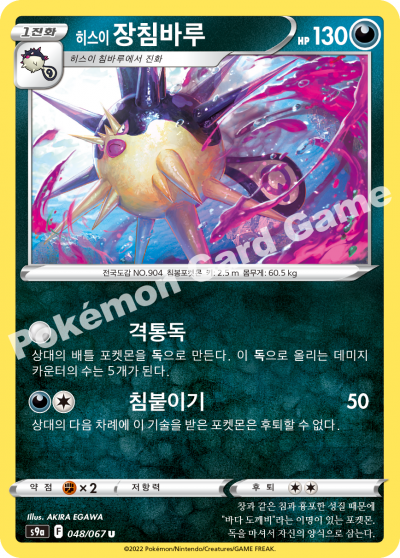 1진화 히스이 장침바루 HP 130
히스이 침바루에서 진화
전국도감 NO.904 침봉포켓몬 키: 2.5 m 몸무게: 60.5 kg
Pokémon Card Game
격통독
상대의 배틀 포켓몬을 독으로 만든다. 이 독으로 올리는 데미지
카운터의 수는 5개가 된다.
침붙이기 50
상대의 다음 차례에 이 기술을 받은 포켓몬은 후퇴할 수 없다.
약점 ×2 저항력 후퇴
Illus. AKIRA EGAWA
s9a F 048/067 U
창과 같은 침과 흉포한 성질 때문에
"바다 도깨비"라는 이명이 있는 포켓몬.
독을 마셔서 자신의 양식으로 삼는다.
©2022 Pokémon/Nintendo/Creatures/GAME FREAK.